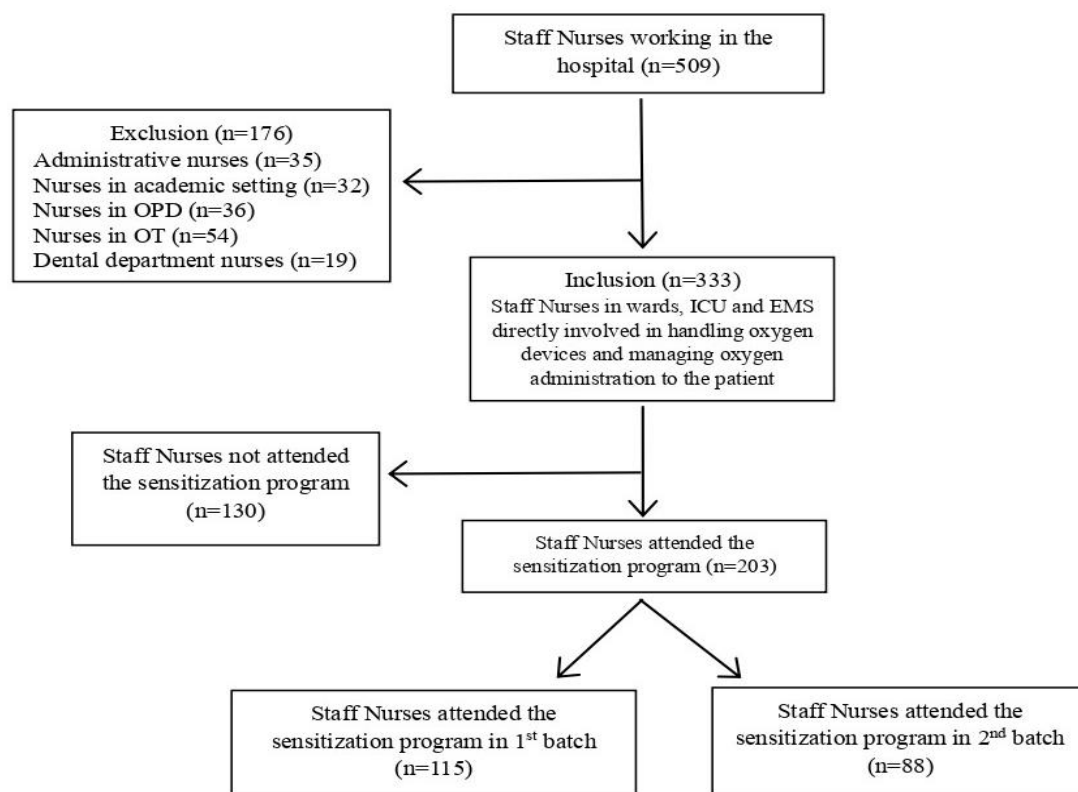 Staff Nurses working in the
hospital (n=509)
Exclusion (n=176)
Administrative nurses (n=35)
Nurses in academic setting (n=32)
Nurses in OPD (n=36)
Nurses in OT (n=54)
Dental department nurses (n=19)
Inclusion (n=333)
Staff Nurses in wards, ICU and EMS
directly involved in handling oxygen
devices and managing oxygen
administration to the patient
Staff Nurses not attended
the sensitization program
(n=130)
Staff Nurses attended the
sensitization program (n=203)
Staff Nurses attended the
sensitization program in 1st batch
(n=115)
Staff Nurses attended the
sensitization program in 2nd batch
(n=88)